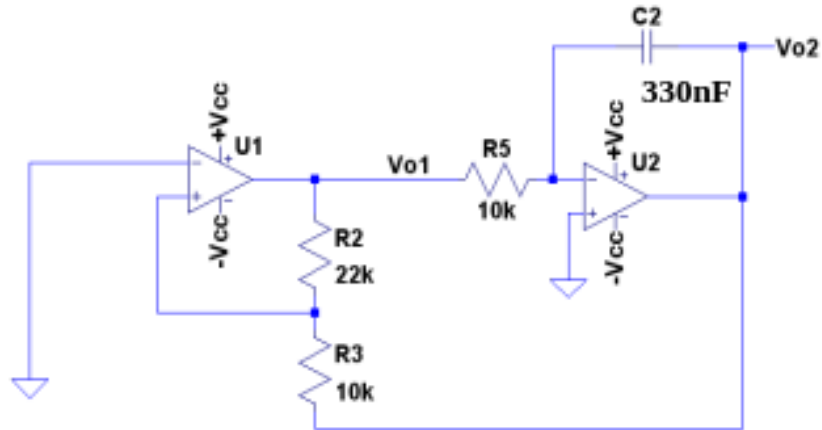 C2
Vo2
330nF
+Vcc
U1
-Vcc
Vo1
R5
10k
+Vcc
U2
-Vcc
R2
22k
R3
10k